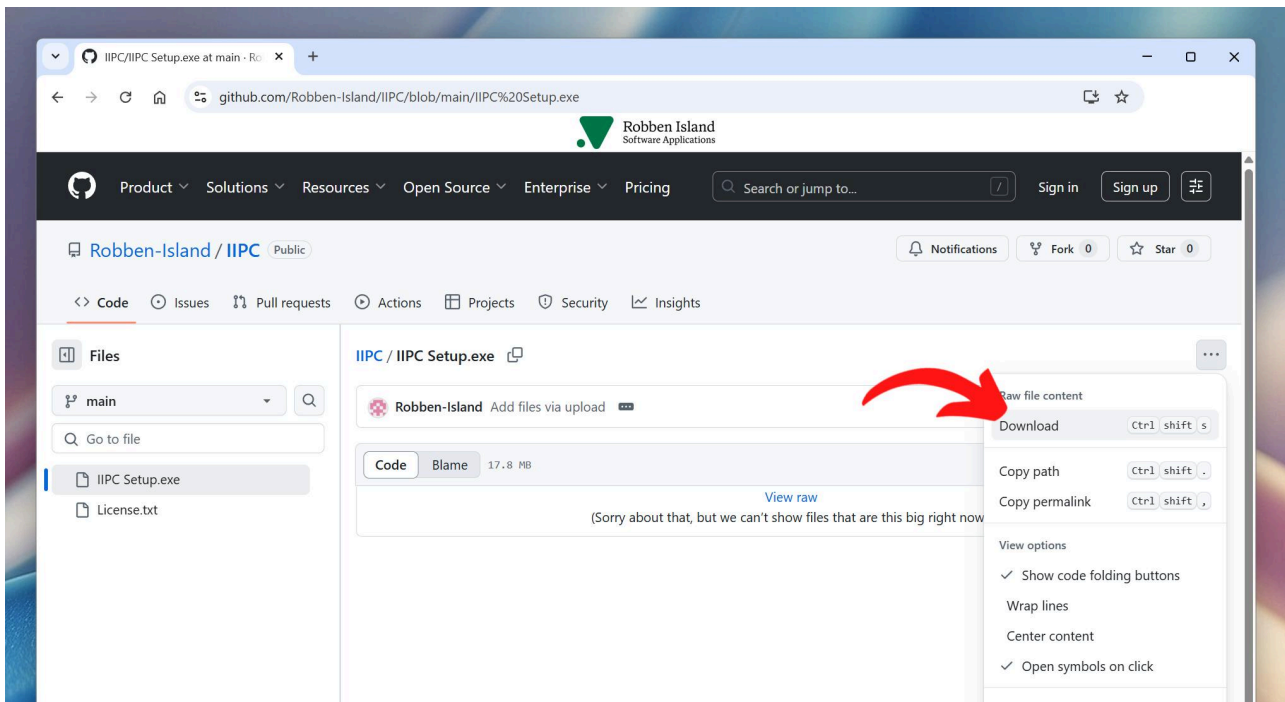 IIPC/IIPC Setup.exe at main · Ro
github.com/Robben-Island/IIPC/blob/main/IIPC%20Setup.exe
Robben Island
Software Applications
Product Solutions Resources Open Source Enterprise Pricing Search or jump to... / Sign in Sign up
Robben-Island / IIPC Public Notifications Fork 0 Star 0
<> Code Issues Pull requests Actions Projects Security Insights
Files
main
Go to file
IIPC Setup.exe
License.txt
IIPC / IIPC Setup.exe
Robben-Island Add files via upload
Code Blame 17.8 MB
View raw
(Sorry about that, but we can't show files that are this big right now
Raw file content
Download Ctrl shift s
Copy path Ctrl shift .
Copy permalink Ctrl shift ,
View options
Show code folding buttons
Wrap lines
Center content
Open symbols on click